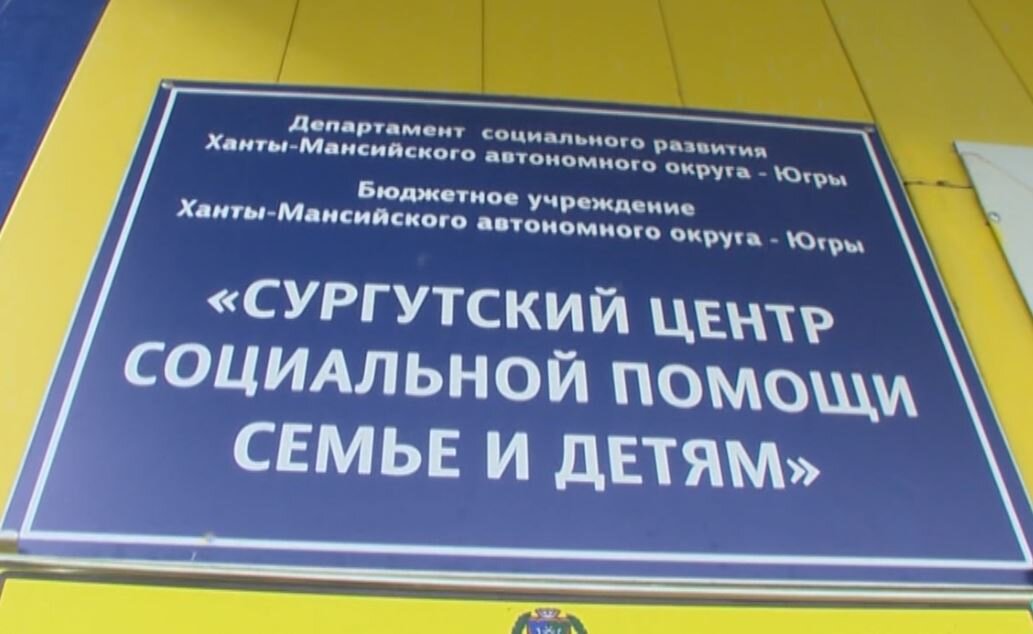 Департамент социального развития
Ханты-Мансийского автономного округа - Югры
Бюджетное учреждение
Ханты-Мансийского автономного округа - Югры
«СУРГУТСКИЙ ЦЕНТР
СОЦИАЛЬНОЙ ПОМОЩИ
СЕМЬЕ И ДЕТЯМ»